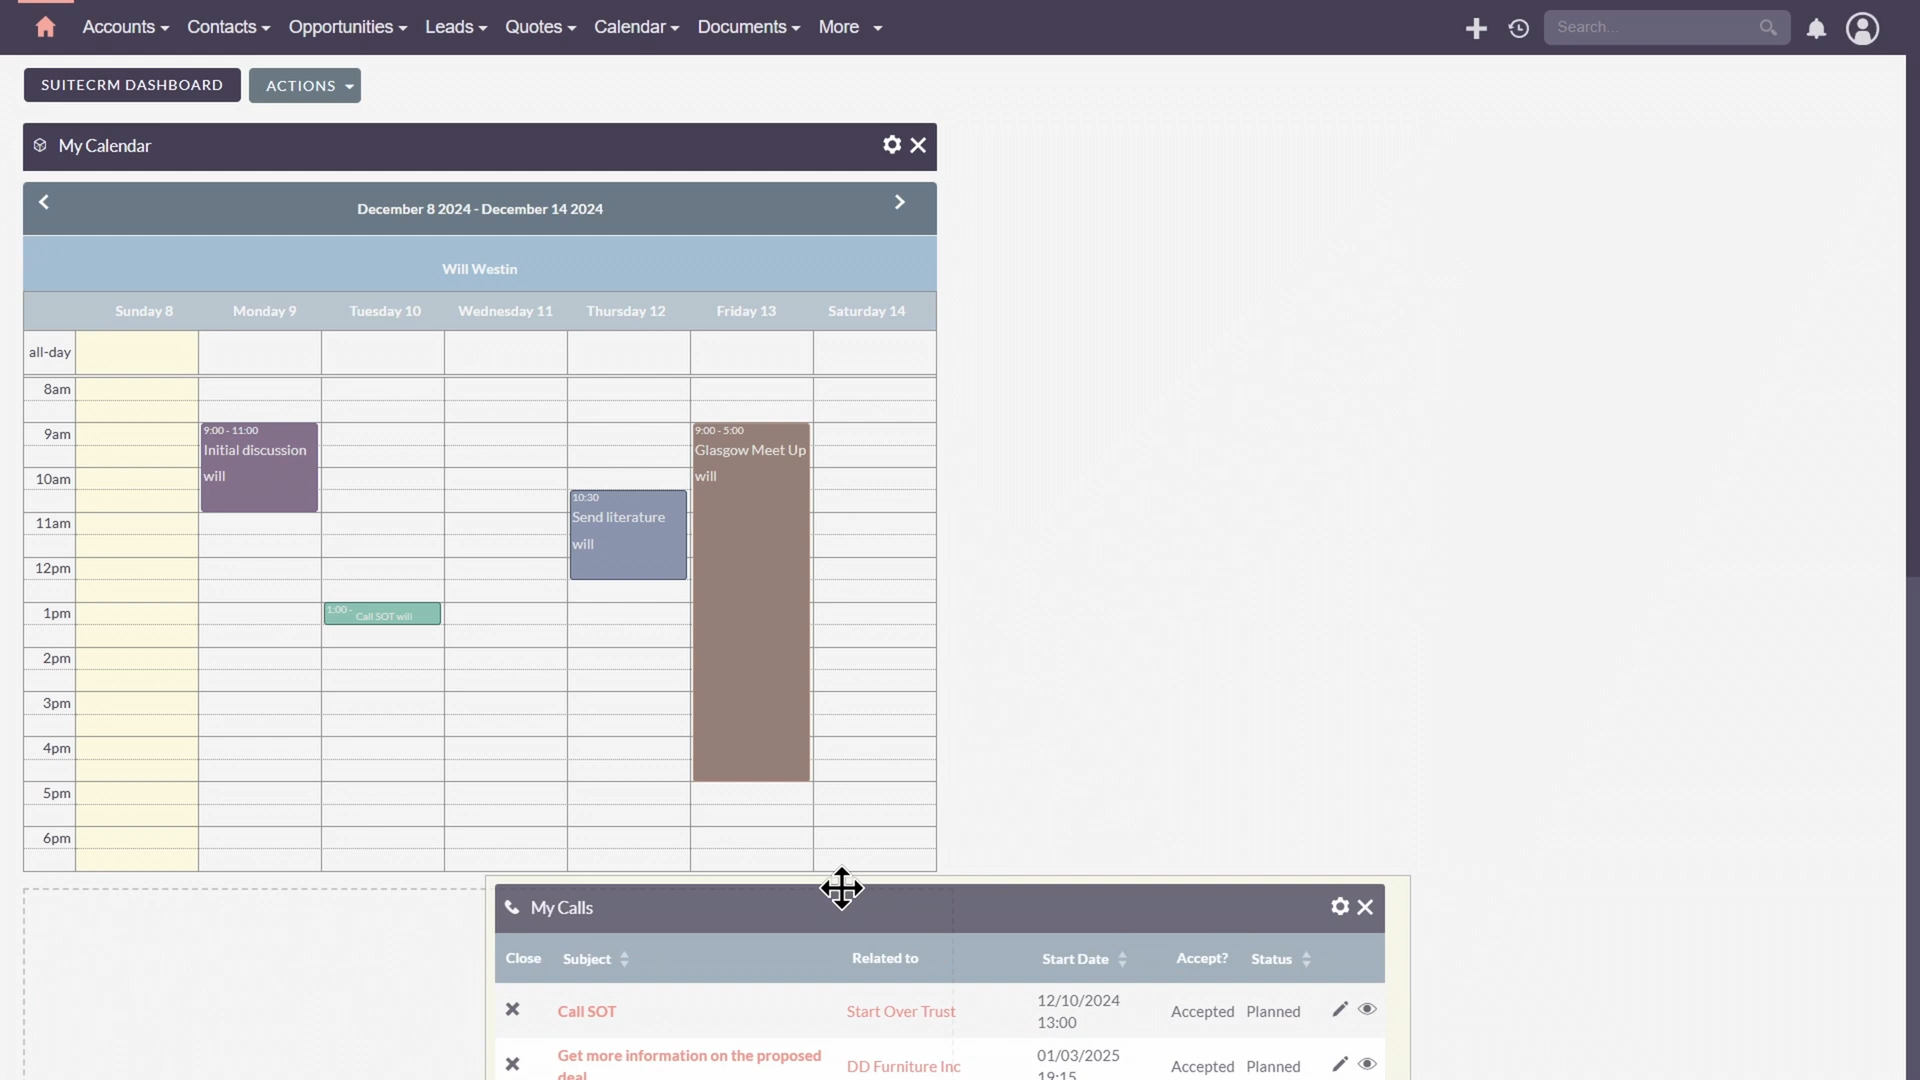 Accounts Contacts Opportunities Leads Quotes Calendar Documents More Search...
SUITECRM DASHBOARD ACTIONS
My Calendar
December 8 2024 - December 14 2024
Will Westin
Sunday 8 Monday 9 Tuesday 10 Wednesday 11 Thursday 12 Friday 13 Saturday 14
all-day
8am
9am
9:00 - 11:00
Initial discussion
will
9:00 - 5:00
Glasgow Meet Up
will
10am
10:30
Send literature
will
11am
12pm
1pm
1:00 -
Call SOT will
2pm
3pm
4pm
5pm
6pm
My Calls
Close Subject Related to Start Date Accept? Status
Call SOT Start Over Trust 12/10/2024 Accepted Planned
13:00
Get more information on the proposed DD Furniture Inc 01/03/2025 Accepted Planned
deal 19:15